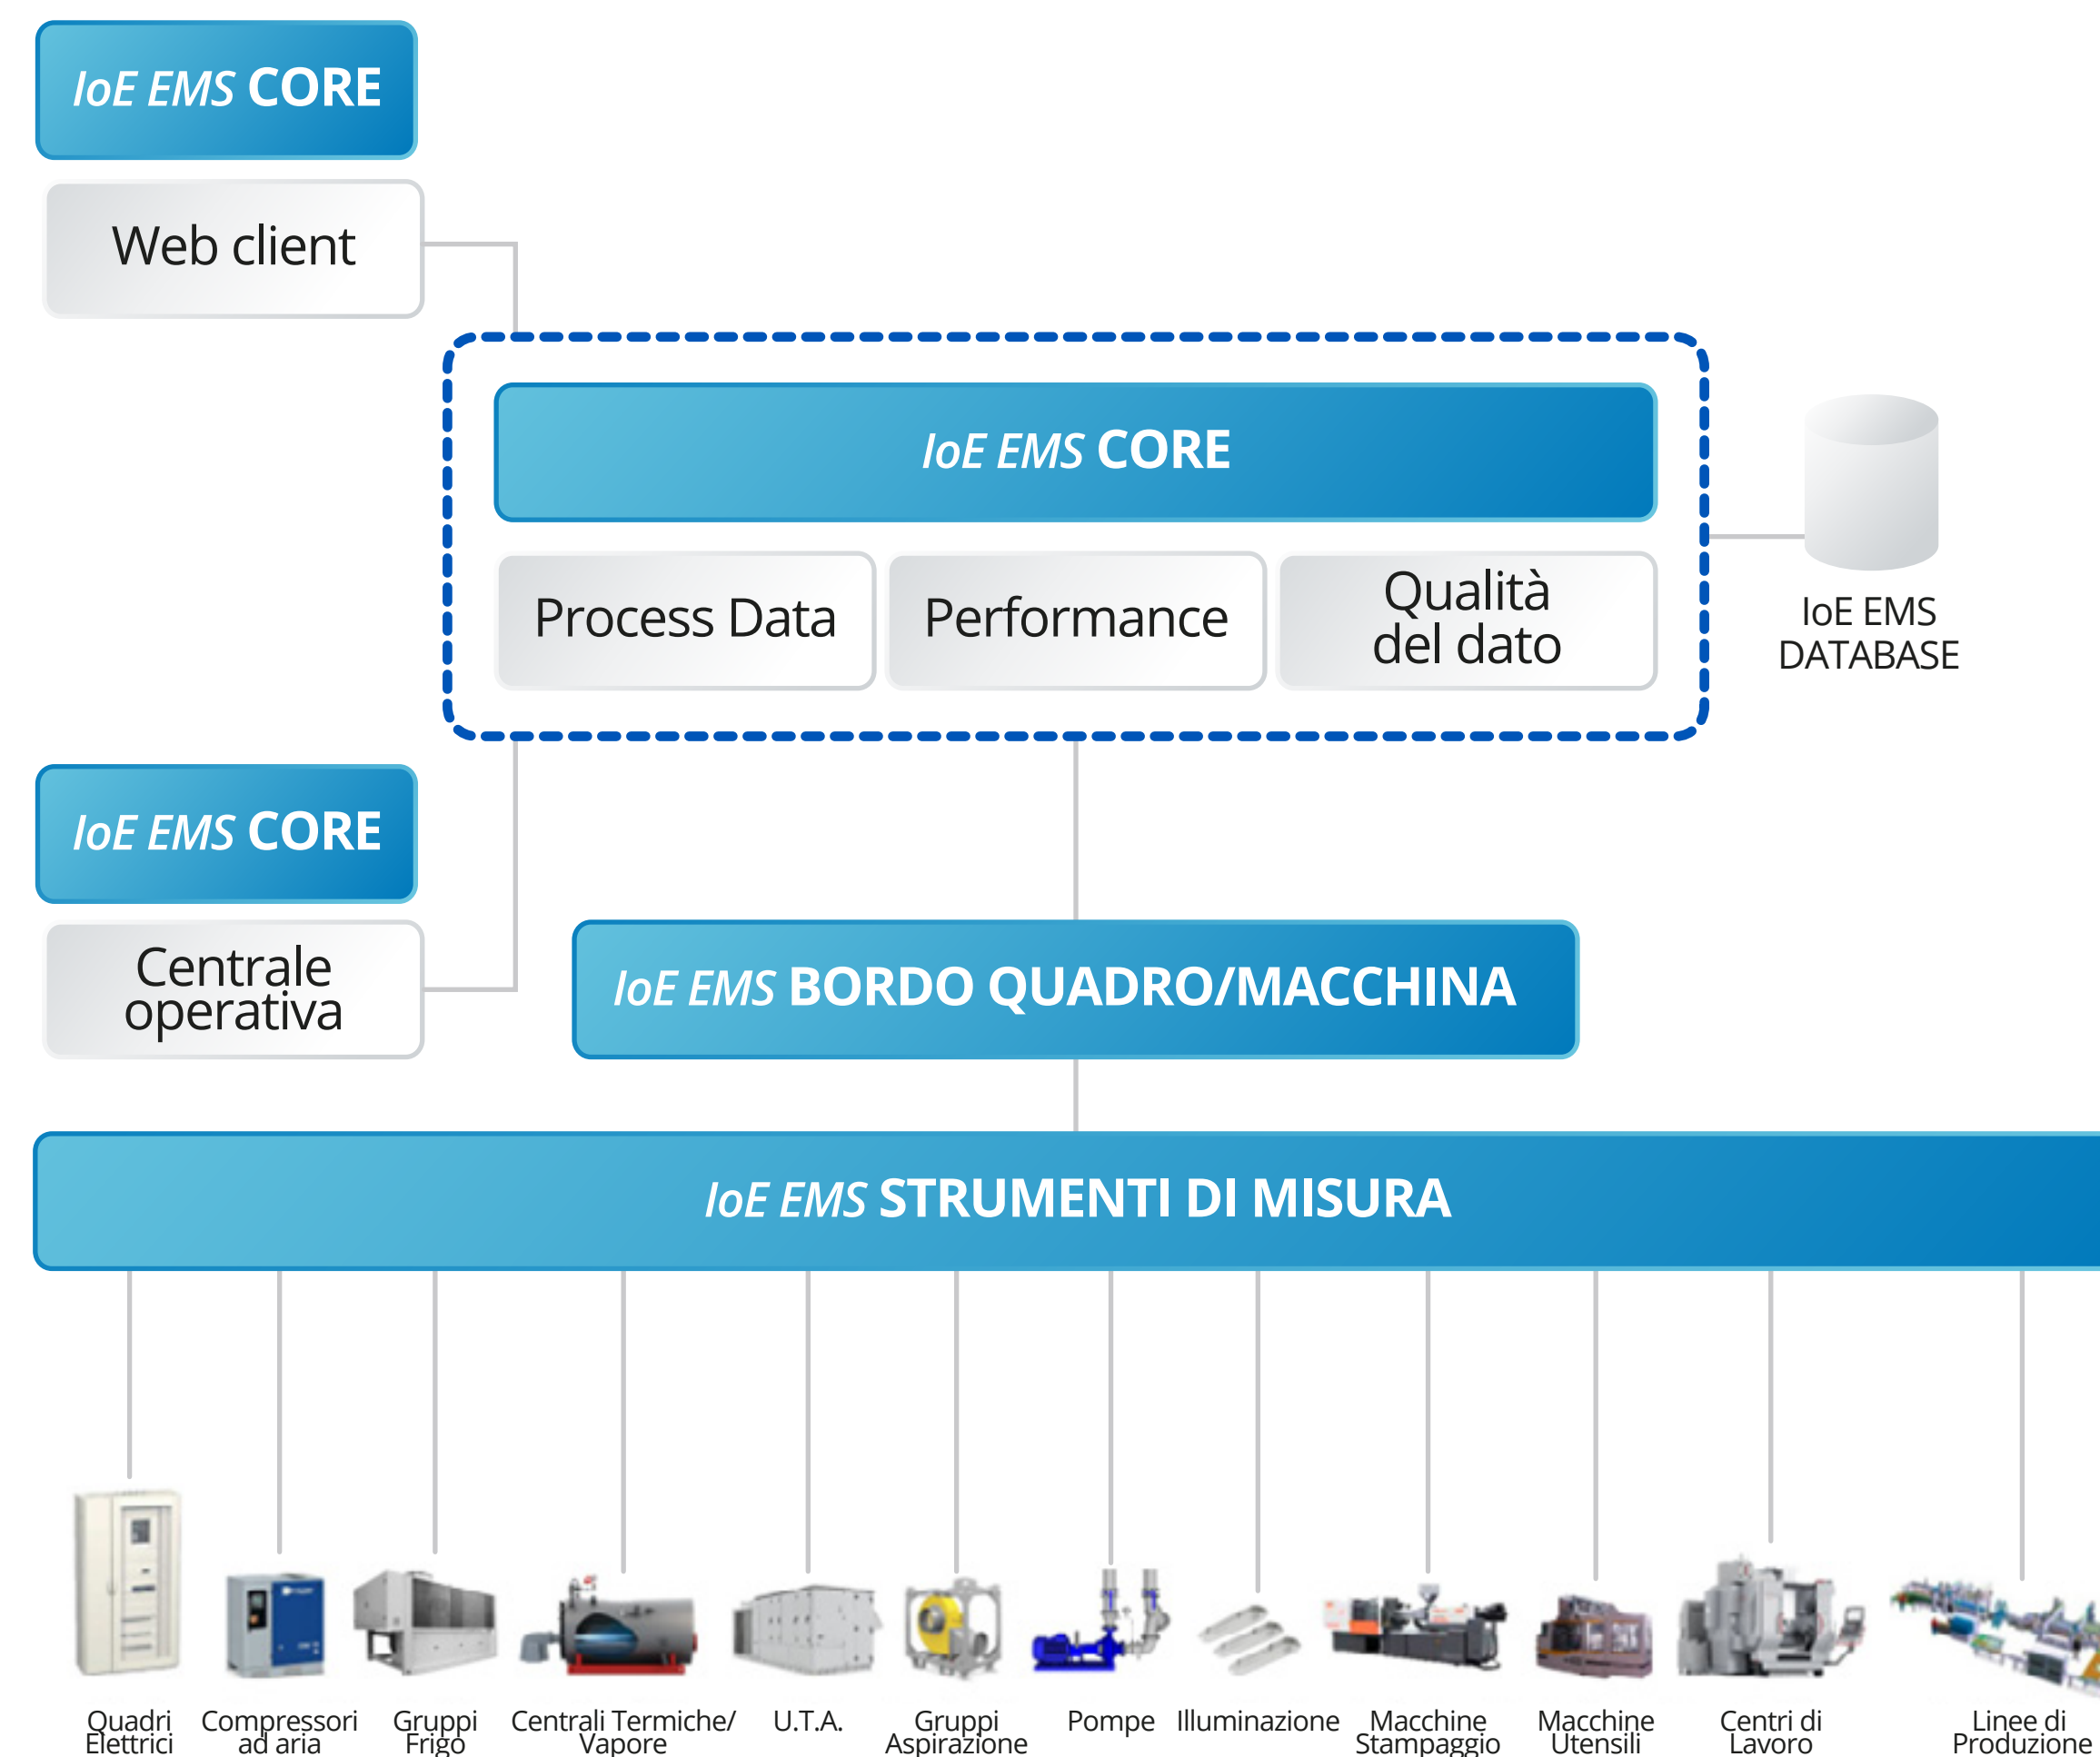 IoE EMS CORE
Web client
IoE EMS CORE
Process Data
Performance
Qualità
del dato
IoE EMS
DATABASE
IoE EMS CORE
Centrale
operativa
IoE EMS BORDO QUADRO/MACCHINA
IoE EMS STRUMENTI DI MISURA
Quadri
Elettrici
Compressori
ad aria
Gruppi
Frigo
Centrali Termiche/
Vapore
U.T.A.
Gruppi
Aspirazione
Pompe
Illuminazione
Macchine
Stampaggio
Macchine
Utensili
Centri di
Lavoro
Linee di
Produzione